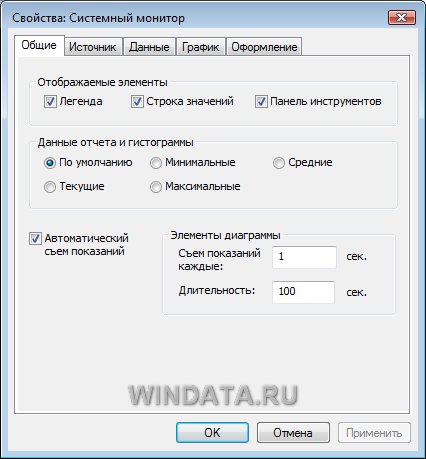 Свойства: Системный монитор
Общие Источник Данные График Оформление
Отображаемые элементы
Легенда Строка значений Панель инструментов
Данные отчета и гистограммы
По умолчанию Минимальные Средние
Текущие Максимальные
Автоматический съем показаний
Элементы диаграммы
Съем показаний каждые: 1 сек.
Длительность: 100 сек.
WINDATA.RU
OK Отмена Применить